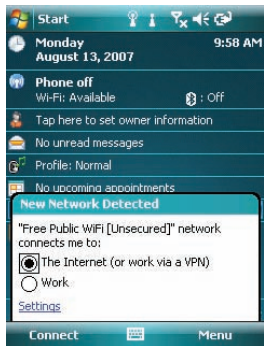 Start
Monday 9:58 AM
August 13, 2007
Phone off
Wi-Fi: Available : Off
Tap here to set owner information
No unread messages
Profile: Normal
No upcoming appointments
New Network Detected
"Free Public WiFi [Unsecured]" network
connects me to:
The Internet (or work via a VPN)
Work
Settings
Connect Menu